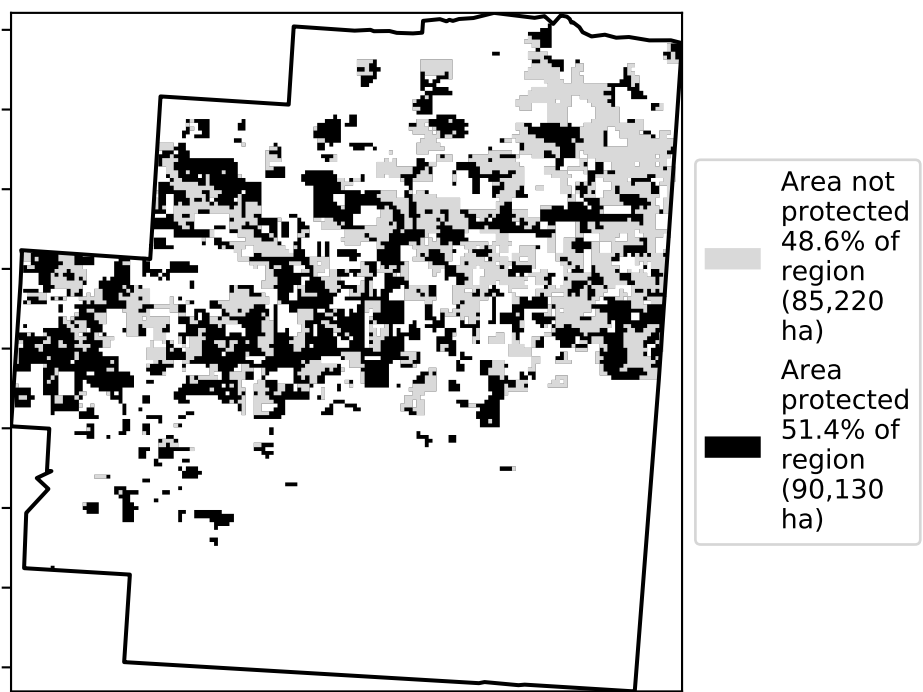 Area not
protected
48.6% of
region
(85,220
ha)
Area
protected
51.4% of
region
(90,130
ha)